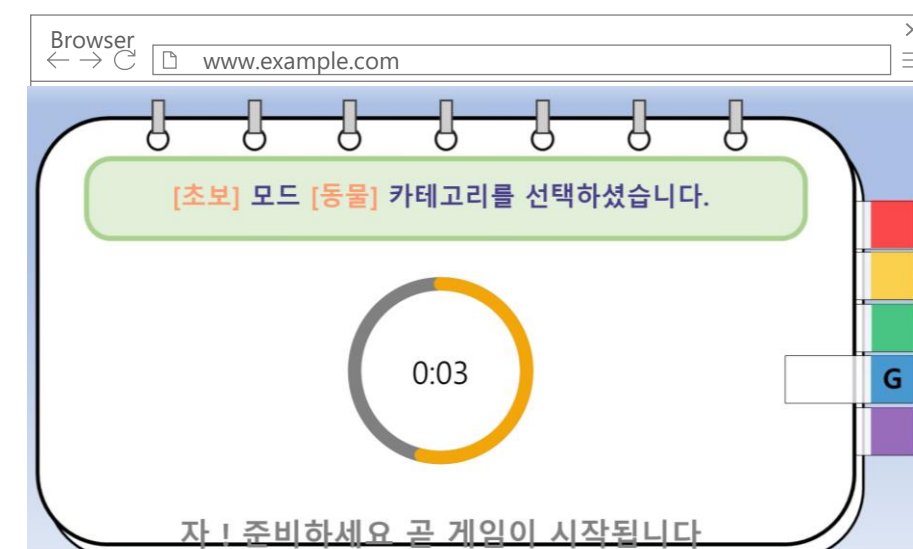 Browser
www.example.com
[초보] 모드 [동물] 카테고리를 선택하셨습니다.
0:03
G
자 ! 준비하세요 곧 게임이 시작됩니다